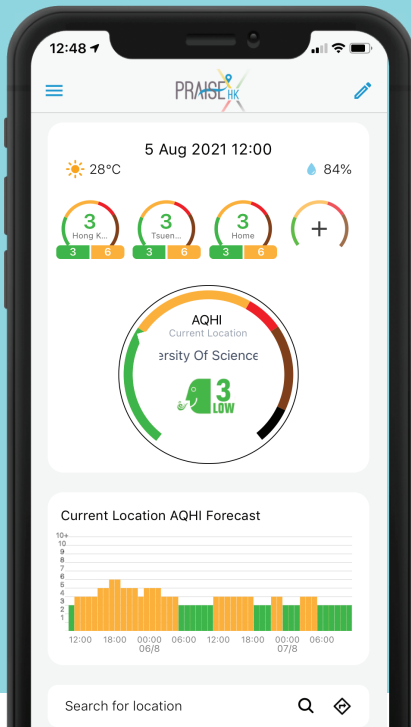 12:48
PRAISE HK
5 Aug 2021 12:00
28°C
84%
3 3 3
Hong K... Tsuen... Home
+
3 6 3 6 3 6
AQHI
Current Location
ersity Of Science
3
LOW
Current Location AQHI Forecast
10+
10
9
8
7
6
5
4
3
2
1
12:00 18:00 00:00 06:00 12:00 18:00 00:00 06:00
06/8 07/8
Search for location